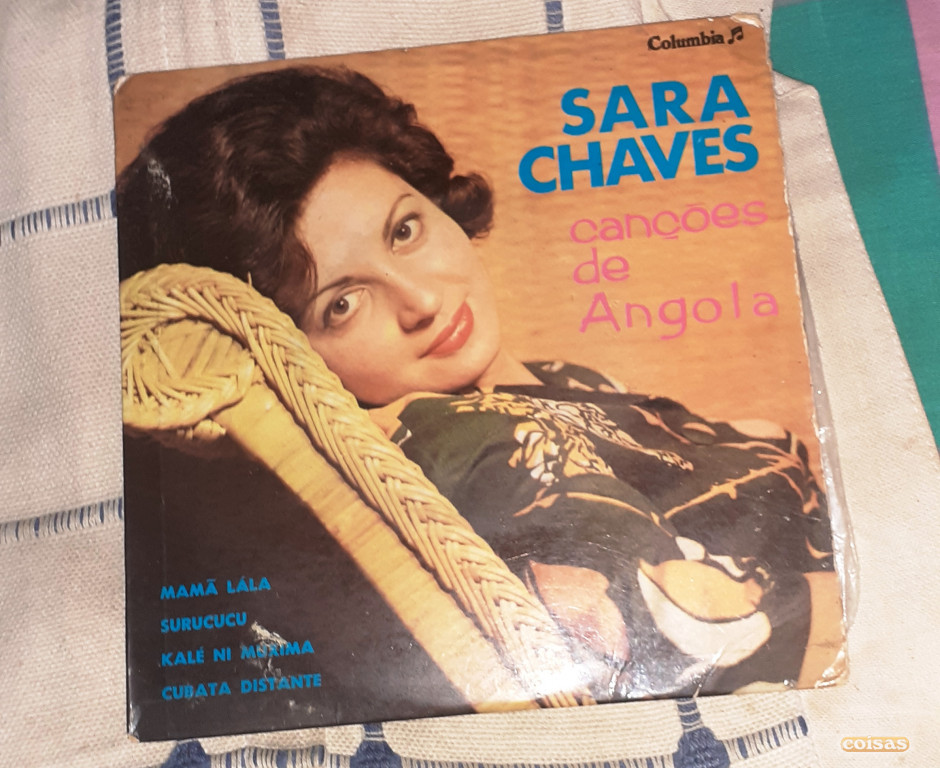 Columbia
SARA
CHAVES
canções
de
Angola
MAMÃ LÁLA
SURUCUCU
KALÉ NI MUXIMA
CUBATA DISTANTE
coisas